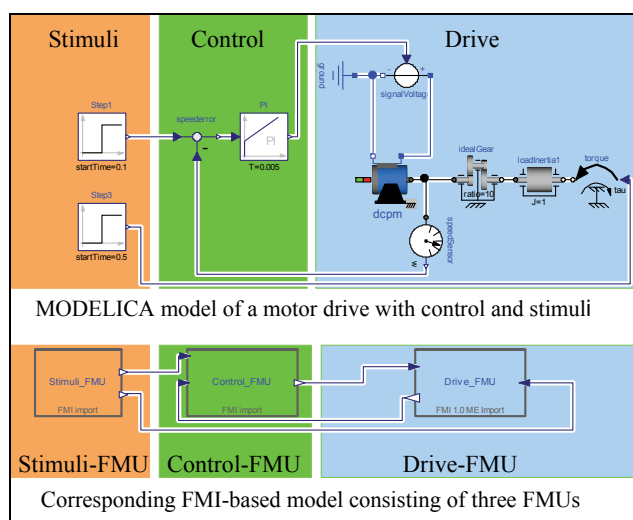 Stimuli
Control
Drive
ground
- +
signalVoltage
Step1
startTime=0.1
speederror
-
PI
PI
T=0.005
idealGear
ratio=10
loadInertia1
J=1
torque
tau
dcpm
speedSensor
w
Step3
startTime=0.5
MODELICA model of a motor drive with control and stimuli
Stimuli_FMU
FMI import
Control_FMU
FMI import
Drive_FMU
FMI 1.0 ME Import
Stimuli-FMU
Control-FMU
Drive-FMU
Corresponding FMI-based model consisting of three FMUs